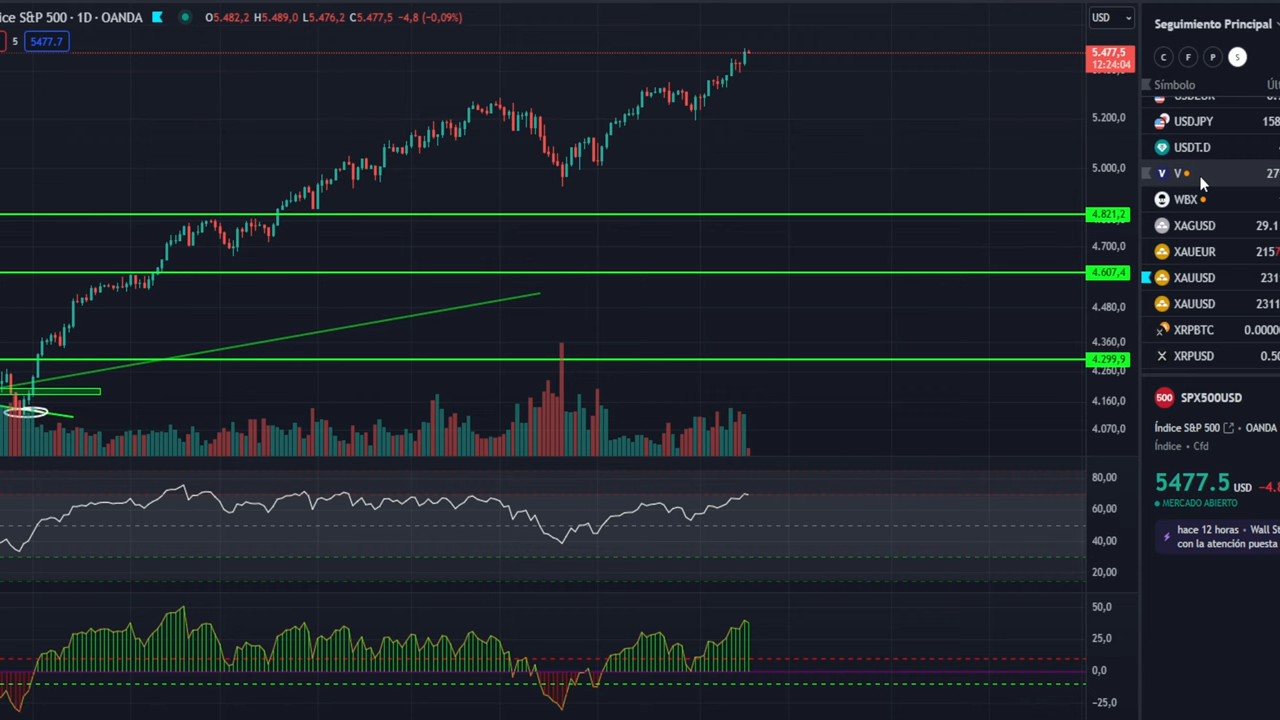 ice S&P 500 · 1D · OANDA O5.482,2 H5.489,0 L5.476,2 C5.477,5 −4,8 (−0,09%)
5 5477.7
USD
5.477,5
12:24:04
5.200,0
5.000,0
4.821,2
4.700,0
4.607,4
4.480,0
4.360,0
4.299,9
4.260,0
4.160,0
4.070,0
80,00
60,00
40,00
20,00
50,0
25,0
0,0
−25,0
Seguimiento Principal
C F P S
Símbolo Últ
USDEUR
USDJPY 158
USDT.D
V 27
WBX
XAGUSD 29.1
XAUEUR 2157
XAUUSD 231
XAUUSD 2311
XRPBTC 0.0000
XRPUSD 0.50
500 SPX500USD
Índice S&P 500 · OANDA
Índice · Cfd
5477.5 USD −4.8
MERCADO ABIERTO
hace 12 horas · Wall St
con la atención puesta